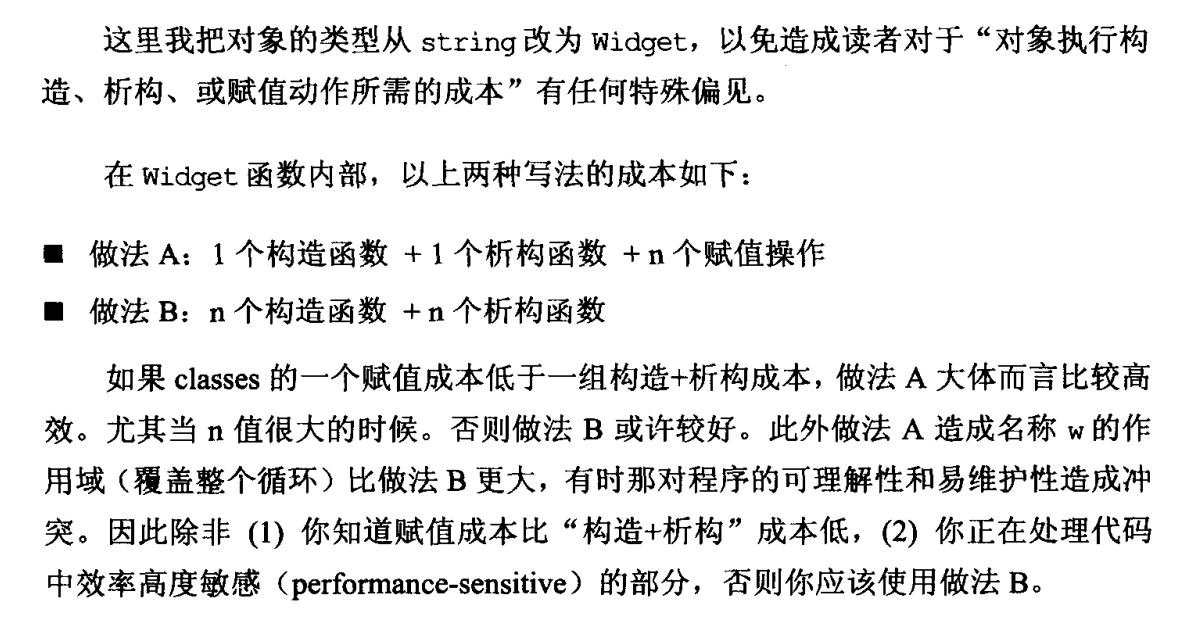 这里我把对象的类型从 string 改为 Widget，以免造成读者对于“对象执行构
造、析构、或赋值动作所需的成本”有任何特殊偏见。
在 Widget 函数内部，以上两种写法的成本如下：
■ 做法 A：1 个构造函数 + 1 个析构函数 + n 个赋值操作
■ 做法 B：n 个构造函数 + n 个析构函数
如果 classes 的一个赋值成本低于一组构造+析构成本，做法 A 大体而言比较高
效。尤其当 n 值很大的时候。否则做法 B 或许较好。此外做法 A 造成名称 w 的作
用域（覆盖整个循环）比做法 B 更大，有时那对程序的可理解性和易维护性造成冲
突。因此除非 (1) 你知道赋值成本比“构造+析构”成本低，(2) 你正在处理代码
中效率高度敏感（performance-sensitive）的部分，否则你应该使用做法 B。